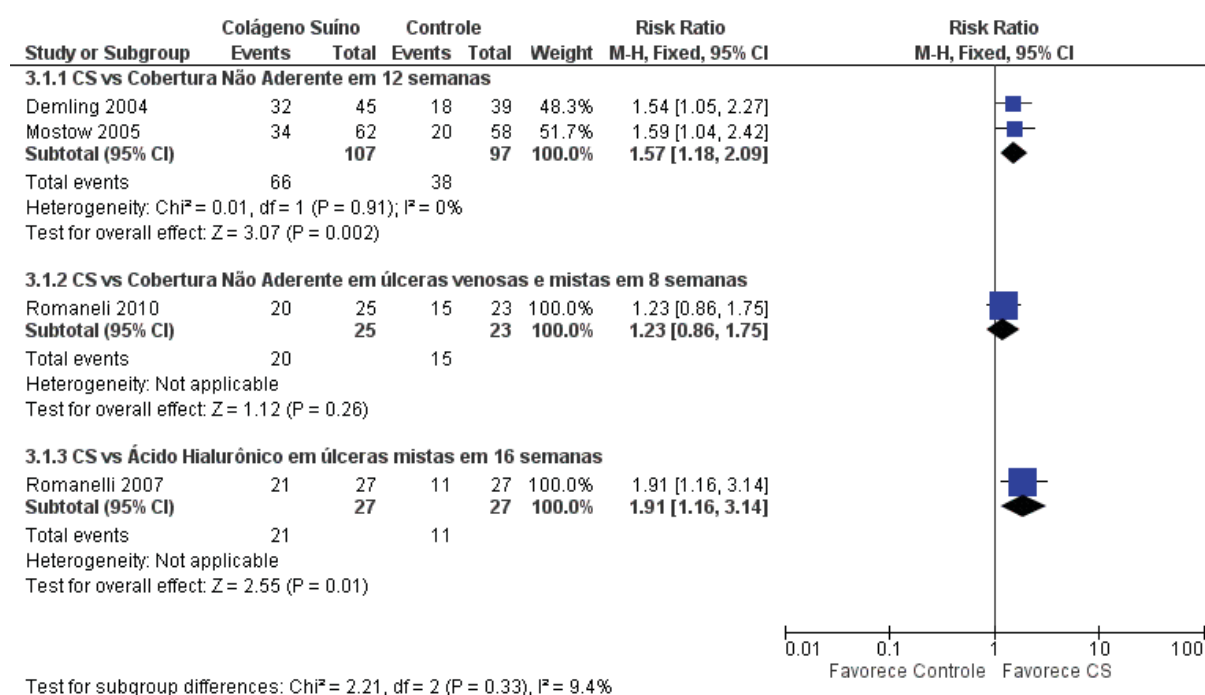 Colágeno Suíno Controle Risk Ratio Risk Ratio
Study or Subgroup Events Total Events Total Weight M-H, Fixed, 95% CI M-H, Fixed, 95% CI
3.1.1 CS vs Cobertura Não Aderente em 12 semanas
Demling 2004 32 45 18 39 48.3% 1.54 [1.05, 2.27]
Mostow 2005 34 62 20 58 51.7% 1.59 [1.04, 2.42]
Subtotal (95% CI) 107 97 100.0% 1.57 [1.18, 2.09]
Total events 66 38
Heterogeneity: Chi² = 0.01, df = 1 (P = 0.91); I² = 0%
Test for overall effect: Z = 3.07 (P = 0.002)
3.1.2 CS vs Cobertura Não Aderente em úlceras venosas e mistas em 8 semanas
Romaneli 2010 20 25 15 23 100.0% 1.23 [0.86, 1.75]
Subtotal (95% CI) 25 23 100.0% 1.23 [0.86, 1.75]
Total events 20 15
Heterogeneity: Not applicable
Test for overall effect: Z = 1.12 (P = 0.26)
3.1.3 CS vs Ácido Hialurônico em úlceras mistas em 16 semanas
Romanelli 2007 21 27 11 27 100.0% 1.91 [1.16, 3.14]
Subtotal (95% CI) 27 27 100.0% 1.91 [1.16, 3.14]
Total events 21 11
Heterogeneity: Not applicable
Test for overall effect: Z = 2.55 (P = 0.01)
0.01 0.1 1 10 100
Favorece Controle Favorece CS
Test for subgroup differences: Chi² = 2.21, df = 2 (P = 0.33), I² = 9.4%